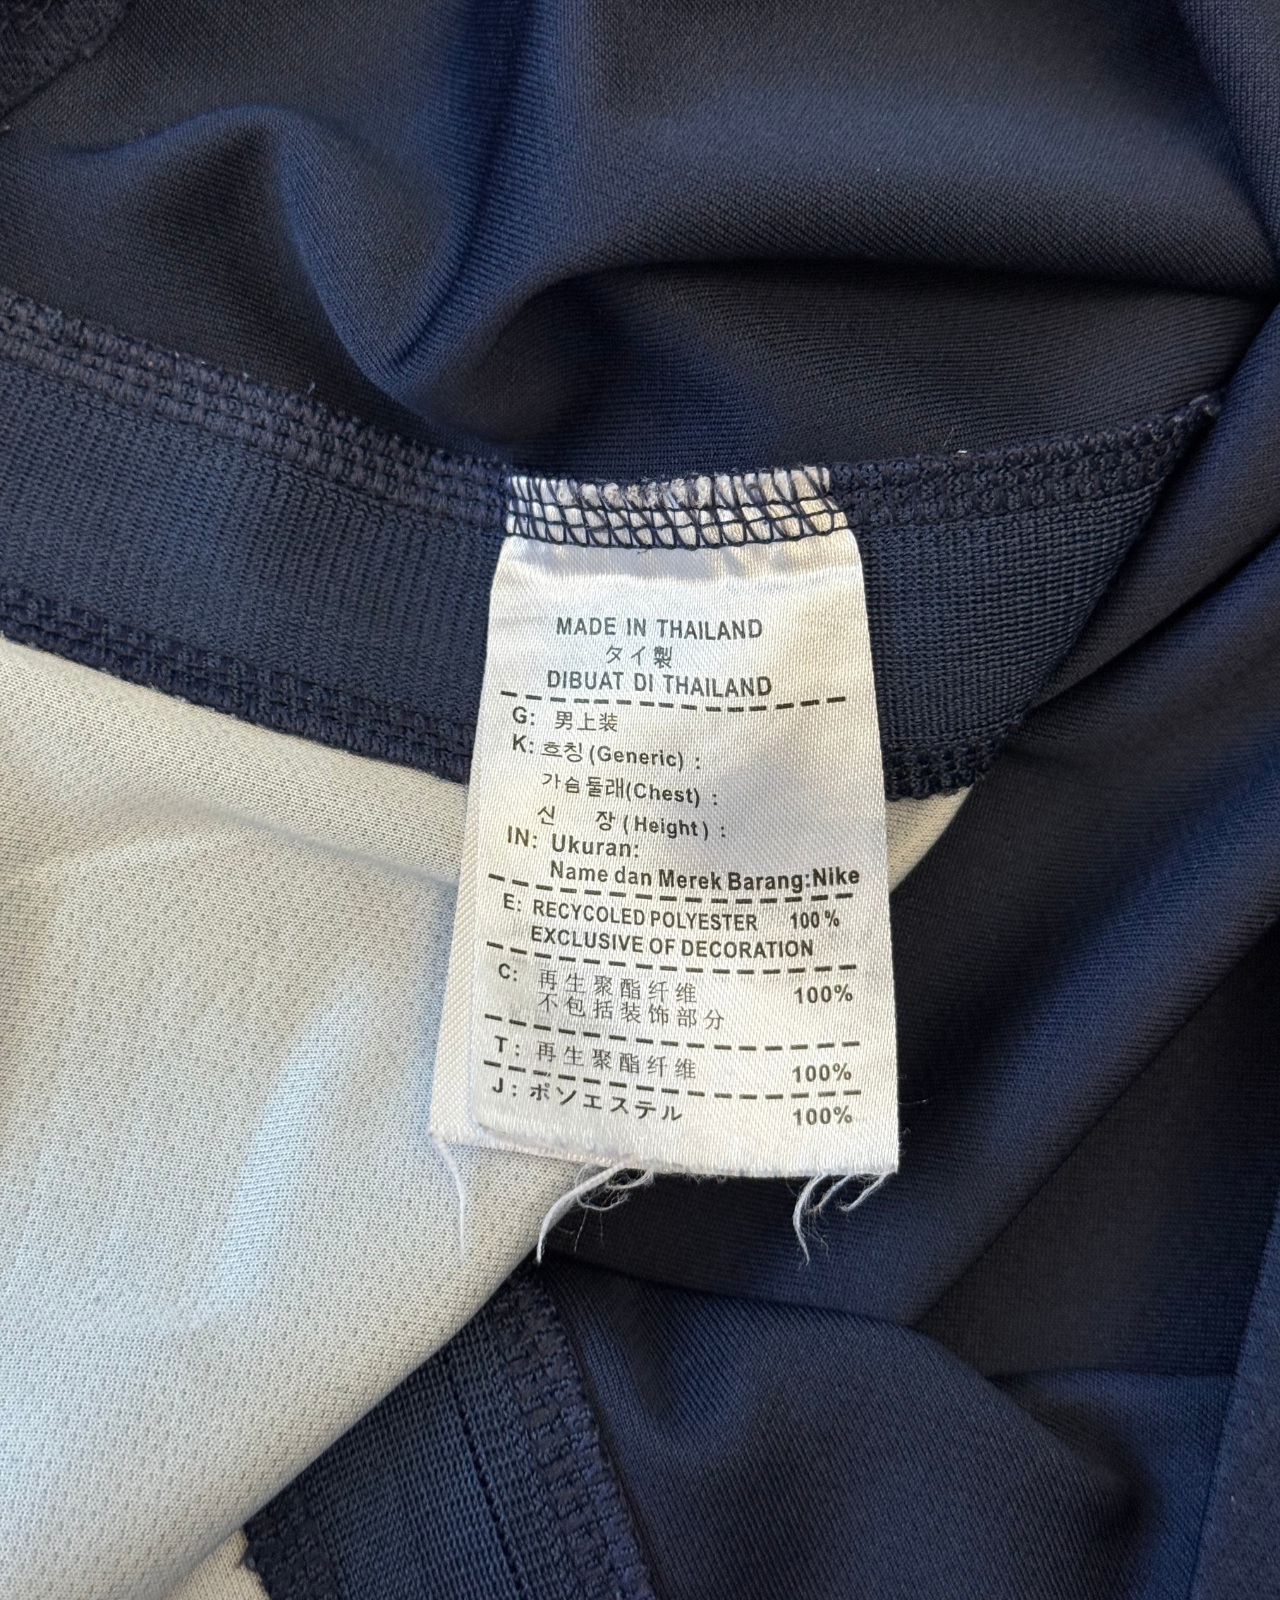 MADE IN THAILAND
タイ製
DIBUAT DI THAILAND
G: 男上装
K: 흐칭(Generic) :
가슴둘래(Chest) :
신 장 (Height) :
IN: Ukuran:
Name dan Merek Barang:Nike
E: RECYCOLED POLYESTER 100%
EXCLUSIVE OF DECORATION
C: 再生聚酯纤维 100%
不包括装饰部分
T: 再生聚酯纤维 100%
J: ポンエステル 100%